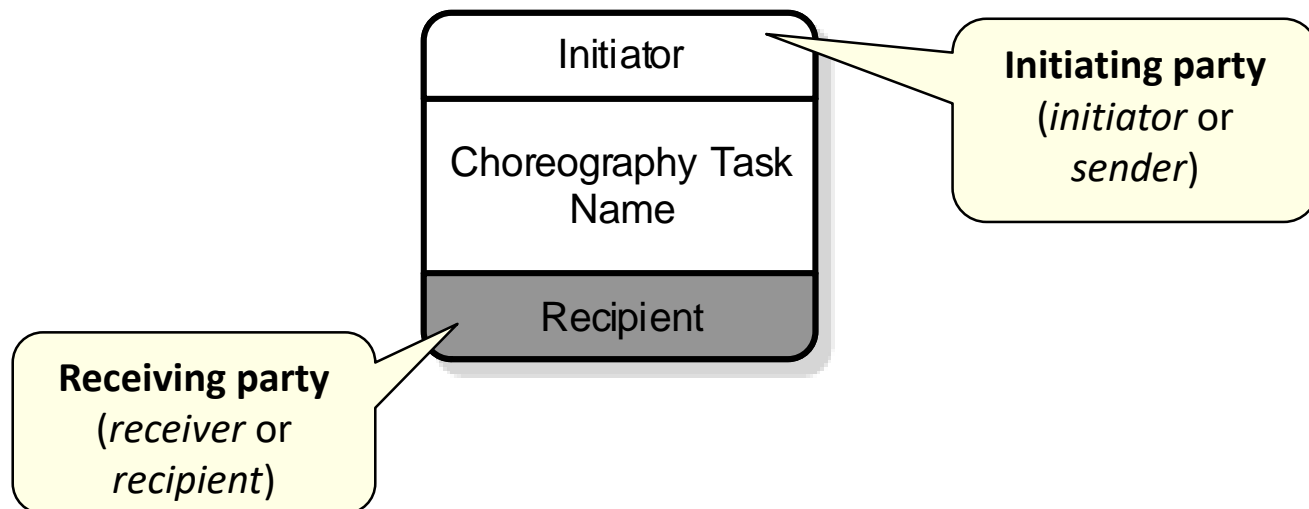 Initiator
Initiating party
(initiator or
sender)
Choreography Task
Name
Recipient
Receiving party
(receiver or
recipient)